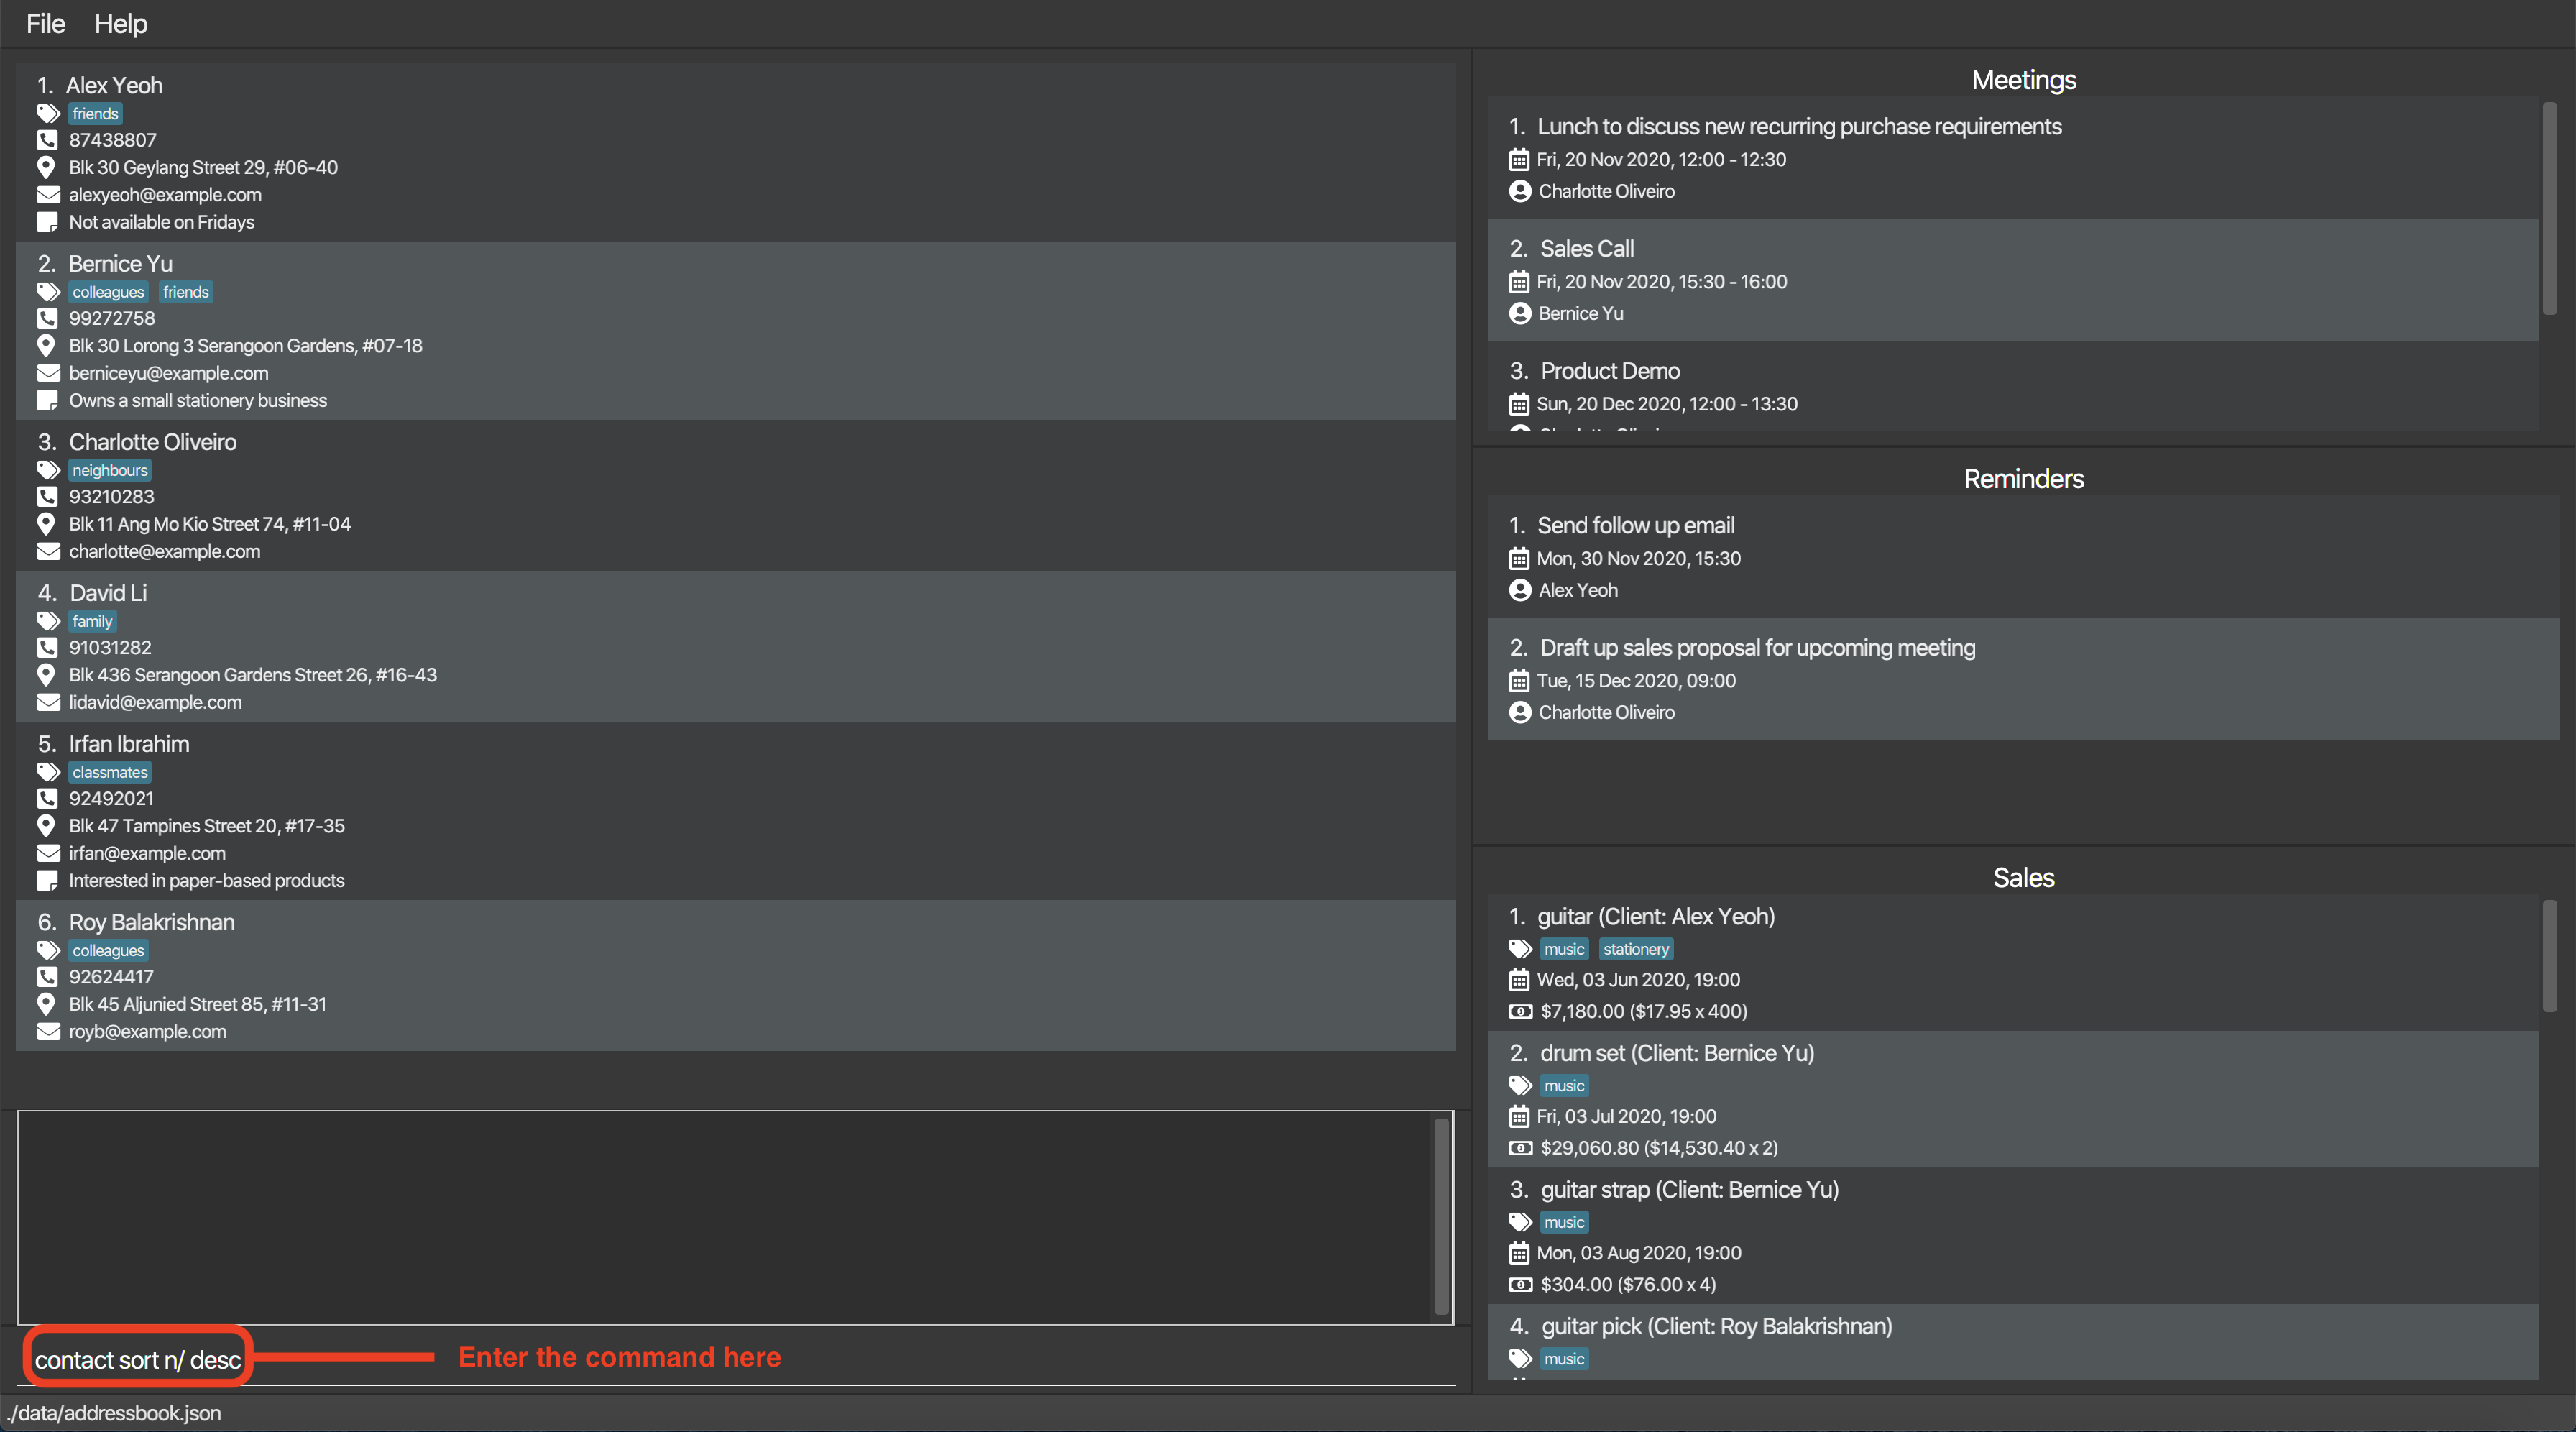 File Help
1. Alex Yeoh
friends
87438807
Blk 30 Geylang Street 29, #06-40
alexyeoh@example.com
Not available on Fridays
2. Bernice Yu
colleagues friends
99272758
Blk 30 Lorong 3 Serangoon Gardens, #07-18
berniceyu@example.com
Owns a small stationery business
3. Charlotte Oliveiro
neighbours
93210283
Blk 11 Ang Mo Kio Street 74, #11-04
charlotte@example.com
4. David Li
family
91031282
Blk 436 Serangoon Gardens Street 26, #16-43
lidavid@example.com
5. Irfan Ibrahim
classmates
92492021
Blk 47 Tampines Street 20, #17-35
irfan@example.com
Interested in paper-based products
6. Roy Balakrishnan
colleagues
92624417
Blk 45 Aljunied Street 85, #11-31
royb@example.com
contact sort n/ desc
Enter the command here
./data/addressbook.json
Meetings
1. Lunch to discuss new recurring purchase requirements
Fri, 20 Nov 2020, 12:00 - 12:30
Charlotte Oliveiro
2. Sales Call
Fri, 20 Nov 2020, 15:30 - 16:00
Bernice Yu
3. Product Demo
Sun, 20 Dec 2020, 12:00 - 13:30
Reminders
1. Send follow up email
Mon, 30 Nov 2020, 15:30
Alex Yeoh
2. Draft up sales proposal for upcoming meeting
Tue, 15 Dec 2020, 09:00
Charlotte Oliveiro
Sales
1. guitar (Client: Alex Yeoh)
music stationery
Wed, 03 Jun 2020, 19:00
$7,180.00 ($17.95 x 400)
2. drum set (Client: Bernice Yu)
music
Fri, 03 Jul 2020, 19:00
$29,060.80 ($14,530.40 x 2)
3. guitar strap (Client: Bernice Yu)
music
Mon, 03 Aug 2020, 19:00
$304.00 ($76.00 x 4)
4. guitar pick (Client: Roy Balakrishnan)
music